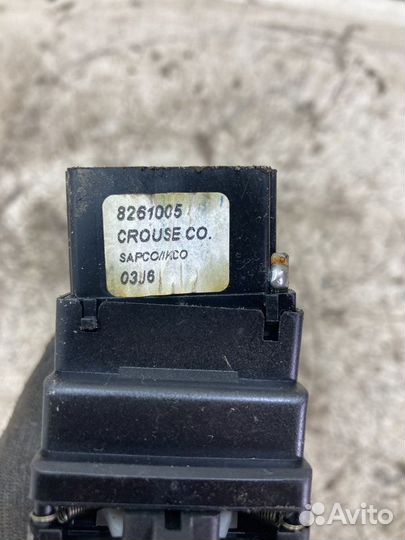 8261005
CROUSE CO.
SAPCO/IKCO
03J6
Avito